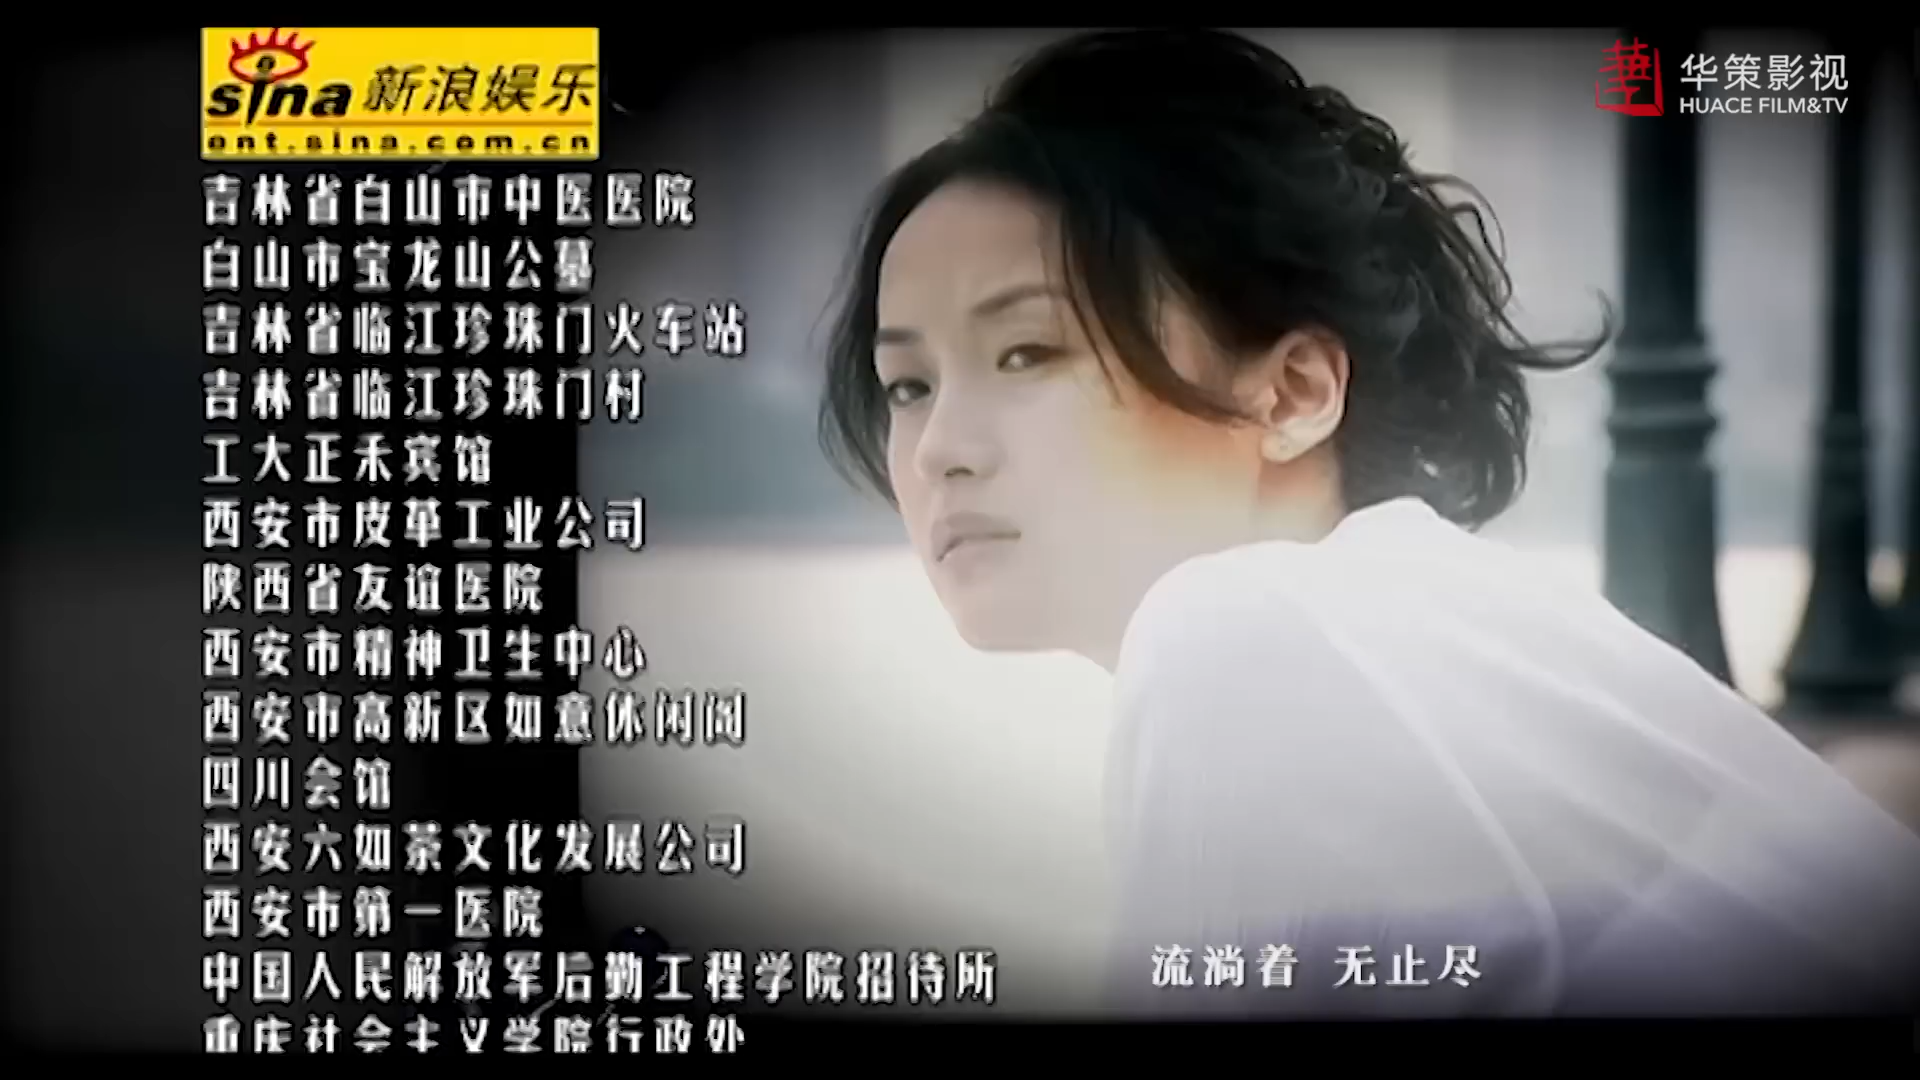 sina 新浪娱乐
ent.sina.com.cn
华策影视
HUACE FILM&TV
吉林省白山市中医医院
白山市宝龙山公墓
吉林省临江珍珠门火车站
吉林省临江珍珠门村
工大正禾宾馆
西安市皮革工业公司
陕西省友谊医院
西安市精神卫生中心
西安市高新区如意休闲阁
四川会馆
西安六如茶文化发展公司
西安市第一医院
中国人民解放军后勤工程学院招待所
重庆社会主义学院行政处
流淌着 无止尽